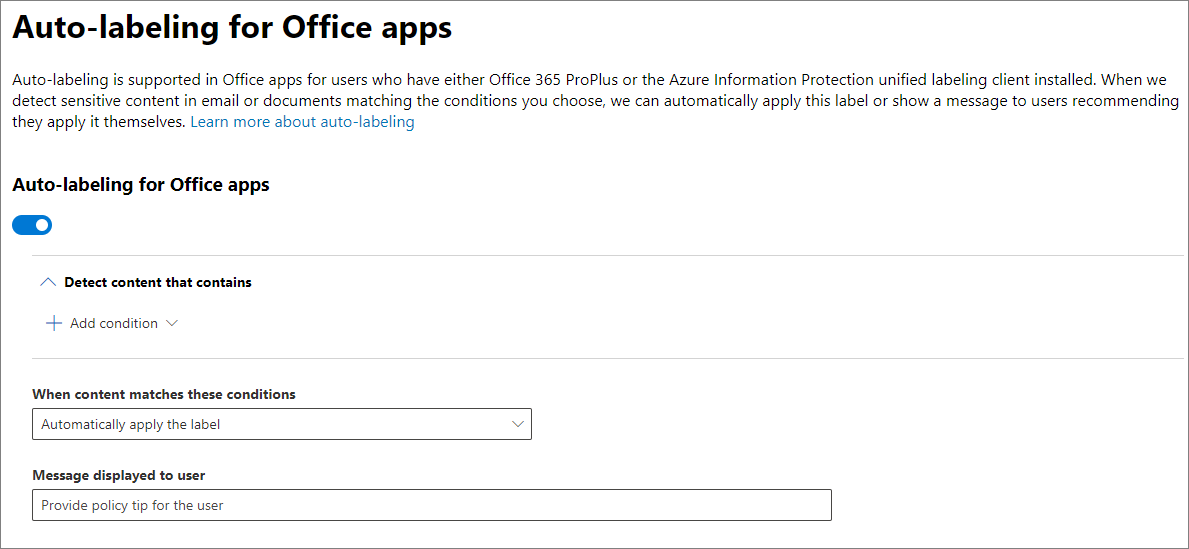 Auto-labeling for Office apps
Auto-labeling is supported in Office apps for users who have either Office 365 ProPlus or the Azure Information Protection unified labeling client installed. When we
detect sensitive content in email or documents matching the conditions you choose, we can automatically apply this label or show a message to users recommending
they apply it themselves. Learn more about auto-labeling
Auto-labeling for Office apps
Detect content that contains
Add condition
When content matches these conditions
Automatically apply the label
Message displayed to user
Provide policy tip for the user